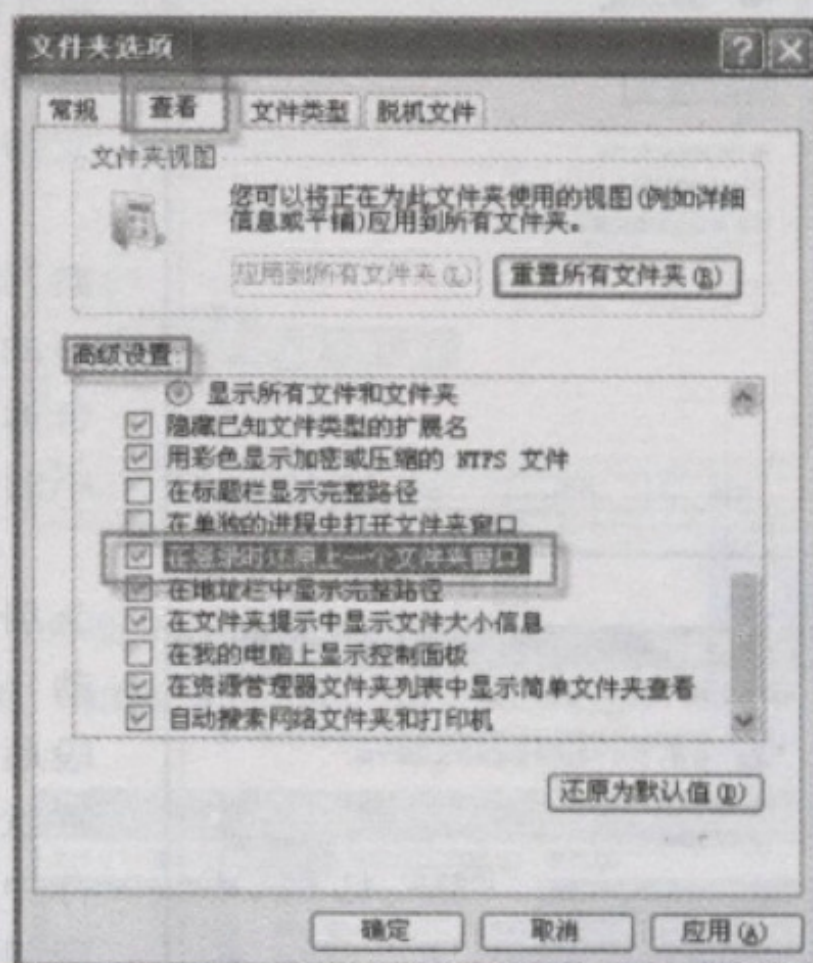 文件夹选项
常规 查看 文件类型 脱机文件
文件夹视图
您可以将正在为此文件夹使用的视图(例如详细
信息或平铺)应用到所有文件夹。
应用到所有文件夹(L) 重置所有文件夹(R)
高级设置:
显示所有文件和文件夹
隐藏已知文件类型的扩展名
用彩色显示加密或压缩的 NTFS 文件
在标题栏显示完整路径
在单独的进程中打开文件夹窗口
在登录时还原上一个文件夹窗口
在地址栏中显示完整路径
在文件夹提示中显示文件大小信息
在我的电脑上显示控制面板
在资源管理器文件夹列表中显示简单文件夹查看
自动搜索网络文件夹和打印机
还原为默认值(D)
确定 取消 应用(A)